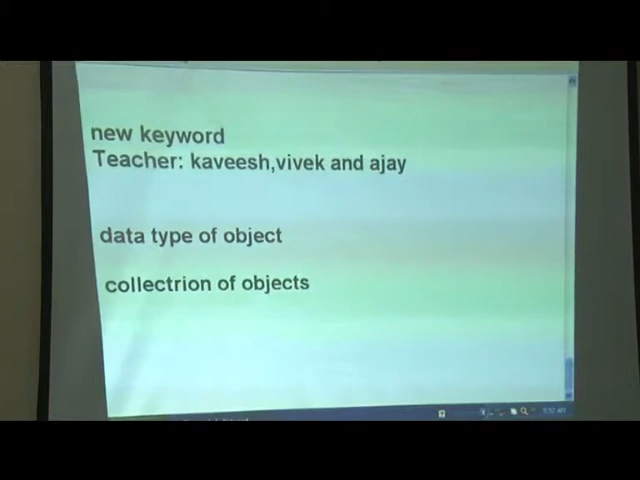 new keyword
Teacher: kaveesh,vivek and ajay
data type of object
collectrion of objects